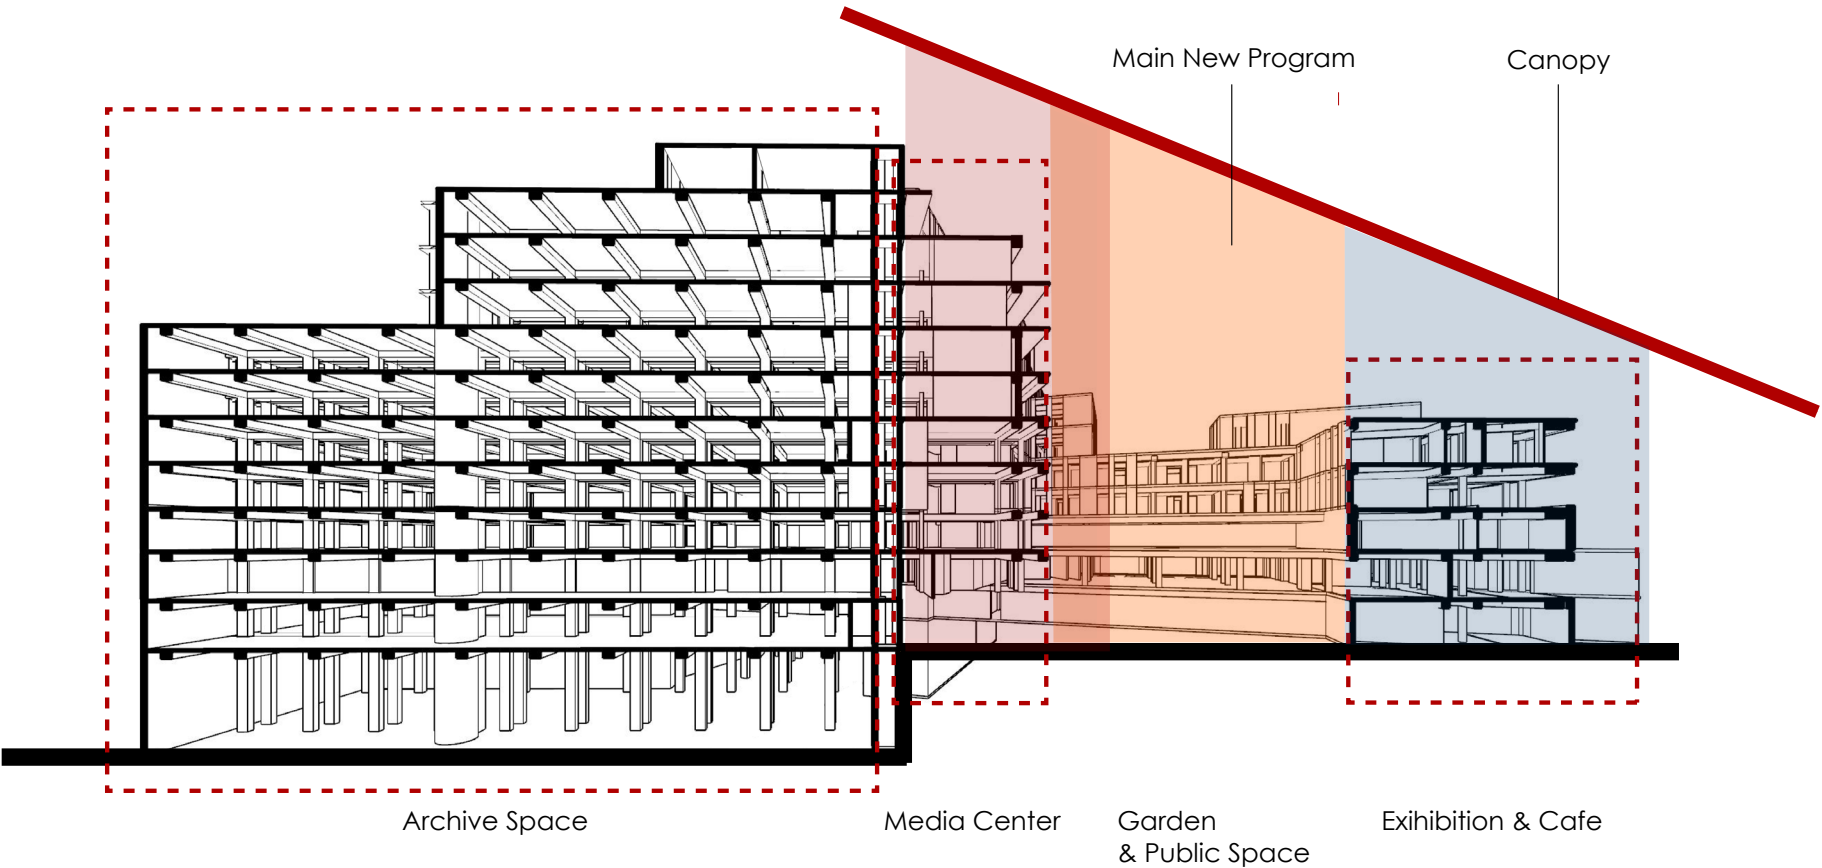 Main New Program
Canopy
Archive Space
Media Center
Garden
& Public Space
Exihibition & Cafe